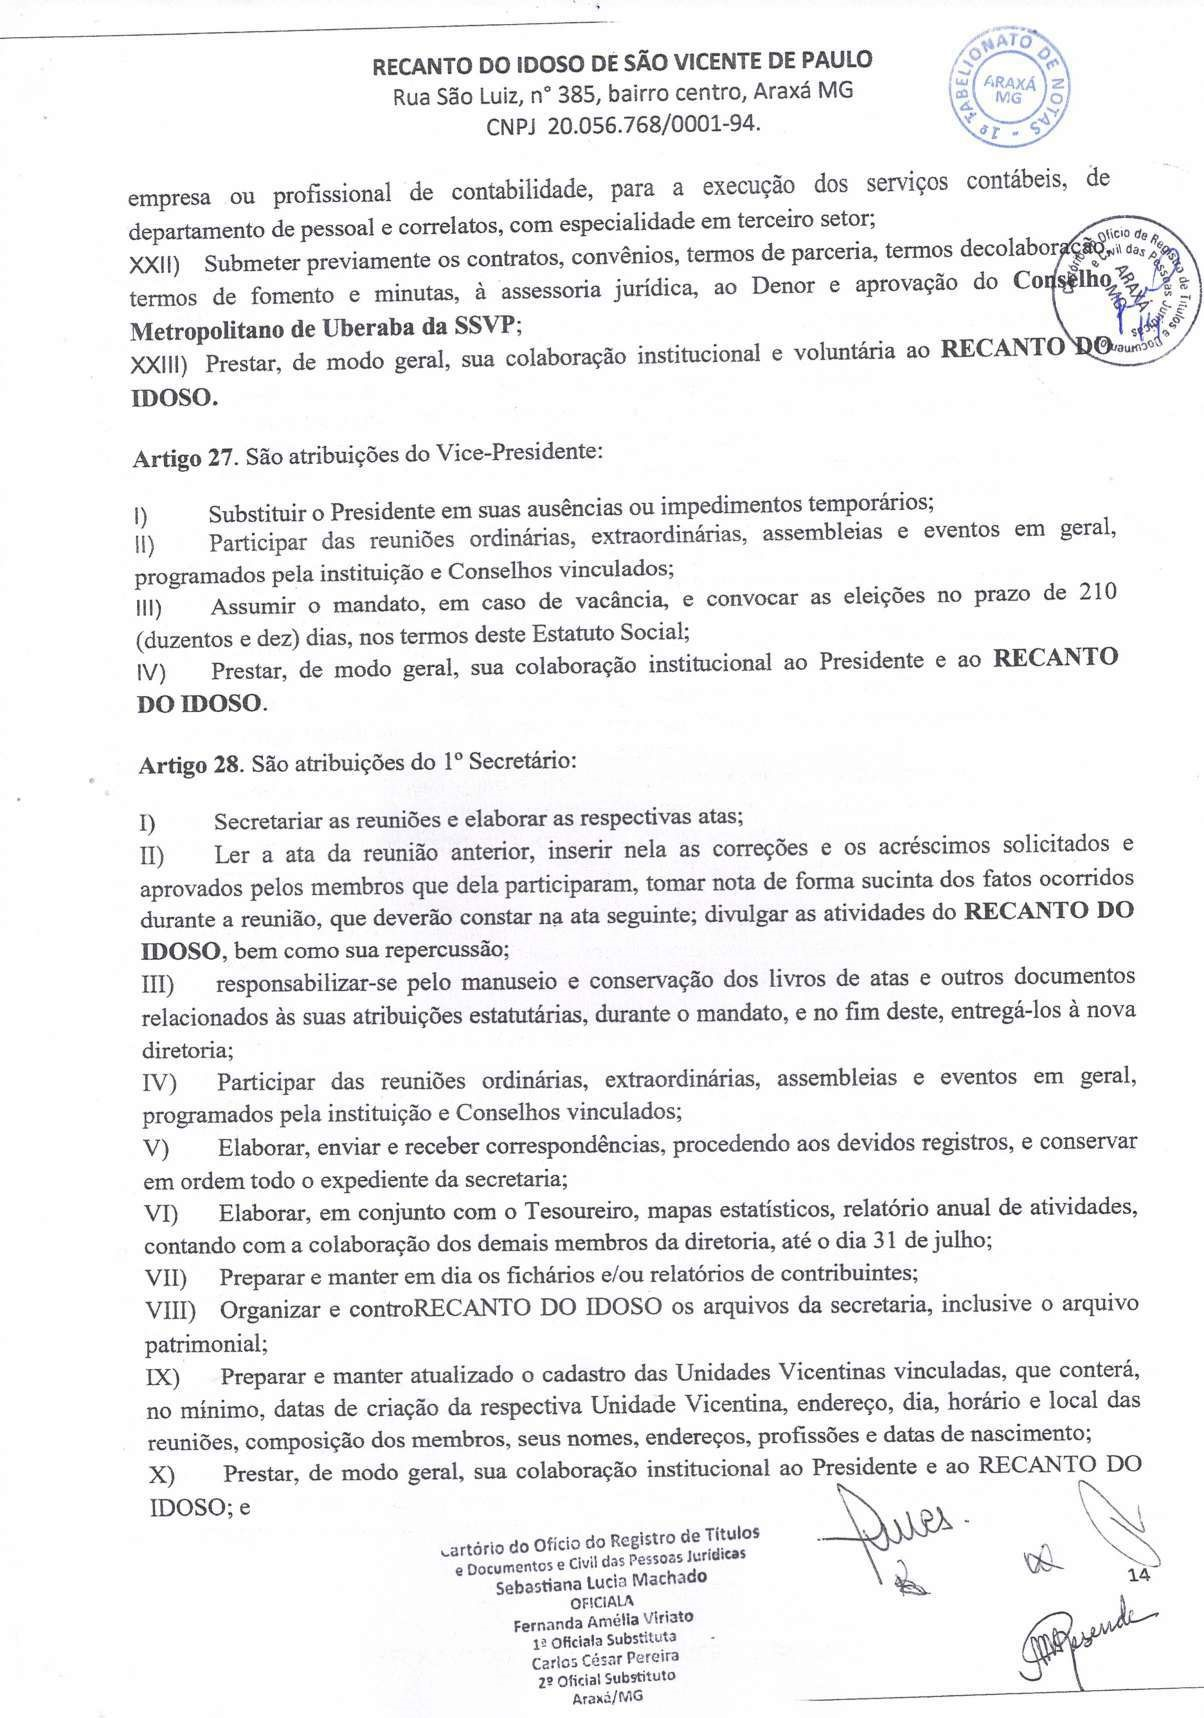 RECANTO DO IDOSO DE SÃO VICENTE DE PAULO
Rua São Luiz, n° 385, bairro centro, Araxá MG
CNPJ 20.056.768/0001-94.
1º TABELIONATO DE NOTAS -
ARAXÁ
MG
empresa ou profissional de contabilidade, para a execução dos serviços contábeis, de
departamento de pessoal e correlatos, com especialidade em terceiro setor;
XXII) Submeter previamente os contratos, convênios, termos de parceria, termos decolaboração,
termos de fomento e minutas, à assessoria jurídica, ao Denor e aprovação do Conselho
Metropolitano de Uberaba da SSVP;
XXIII) Prestar, de modo geral, sua colaboração institucional e voluntária ao RECANTO DO
IDOSO.
Ofício de Registro de Títulos e Documentos
e Civil das Pessoas Jurídicas
ARAXÁ
MG
Artigo 27. São atribuições do Vice-Presidente:
I) Substituir o Presidente em suas ausências ou impedimentos temporários;
II) Participar das reuniões ordinárias, extraordinárias, assembleias e eventos em geral,
programados pela instituição e Conselhos vinculados;
III) Assumir o mandato, em caso de vacância, e convocar as eleições no prazo de 210
(duzentos e dez) dias, nos termos deste Estatuto Social;
IV) Prestar, de modo geral, sua colaboração institucional ao Presidente e ao RECANTO
DO IDOSO.
Artigo 28. São atribuições do 1º Secretário:
I) Secretariar as reuniões e elaborar as respectivas atas;
II) Ler a ata da reunião anterior, inserir nela as correções e os acréscimos solicitados e
aprovados pelos membros que dela participaram, tomar nota de forma sucinta dos fatos ocorridos
durante a reunião, que deverão constar na ata seguinte; divulgar as atividades do RECANTO DO
IDOSO, bem como sua repercussão;
III) responsabilizar-se pelo manuseio e conservação dos livros de atas e outros documentos
relacionados às suas atribuições estatutárias, durante o mandato, e no fim deste, entregá-los à nova
diretoria;
IV) Participar das reuniões ordinárias, extraordinárias, assembleias e eventos em geral,
programados pela instituição e Conselhos vinculados;
V) Elaborar, enviar e receber correspondências, procedendo aos devidos registros, e conservar
em ordem todo o expediente da secretaria;
VI) Elaborar, em conjunto com o Tesoureiro, mapas estatísticos, relatório anual de atividades,
contando com a colaboração dos demais membros da diretoria, até o dia 31 de julho;
VII) Preparar e manter em dia os fichários e/ou relatórios de contribuintes;
VIII) Organizar e controRECANTO DO IDOSO os arquivos da secretaria, inclusive o arquivo
patrimonial;
IX) Preparar e manter atualizado o cadastro das Unidades Vicentinas vinculadas, que conterá,
no mínimo, datas de criação da respectiva Unidade Vicentina, endereço, dia, horário e local das
reuniões, composição dos membros, seus nomes, endereços, profissões e datas de nascimento;
X) Prestar, de modo geral, sua colaboração institucional ao Presidente e ao RECANTO DO
IDOSO; e
Cartório do Ofício do Registro de Títulos
e Documentos e Civil das Pessoas Jurídicas
Sebastiana Lucia Machado
OFICIALA
Fernanda Amélia Viriato
1ª Oficiala Substituta
Carlos César Pereira
2º Oficial Substituto
Araxá/MG
14
Resende